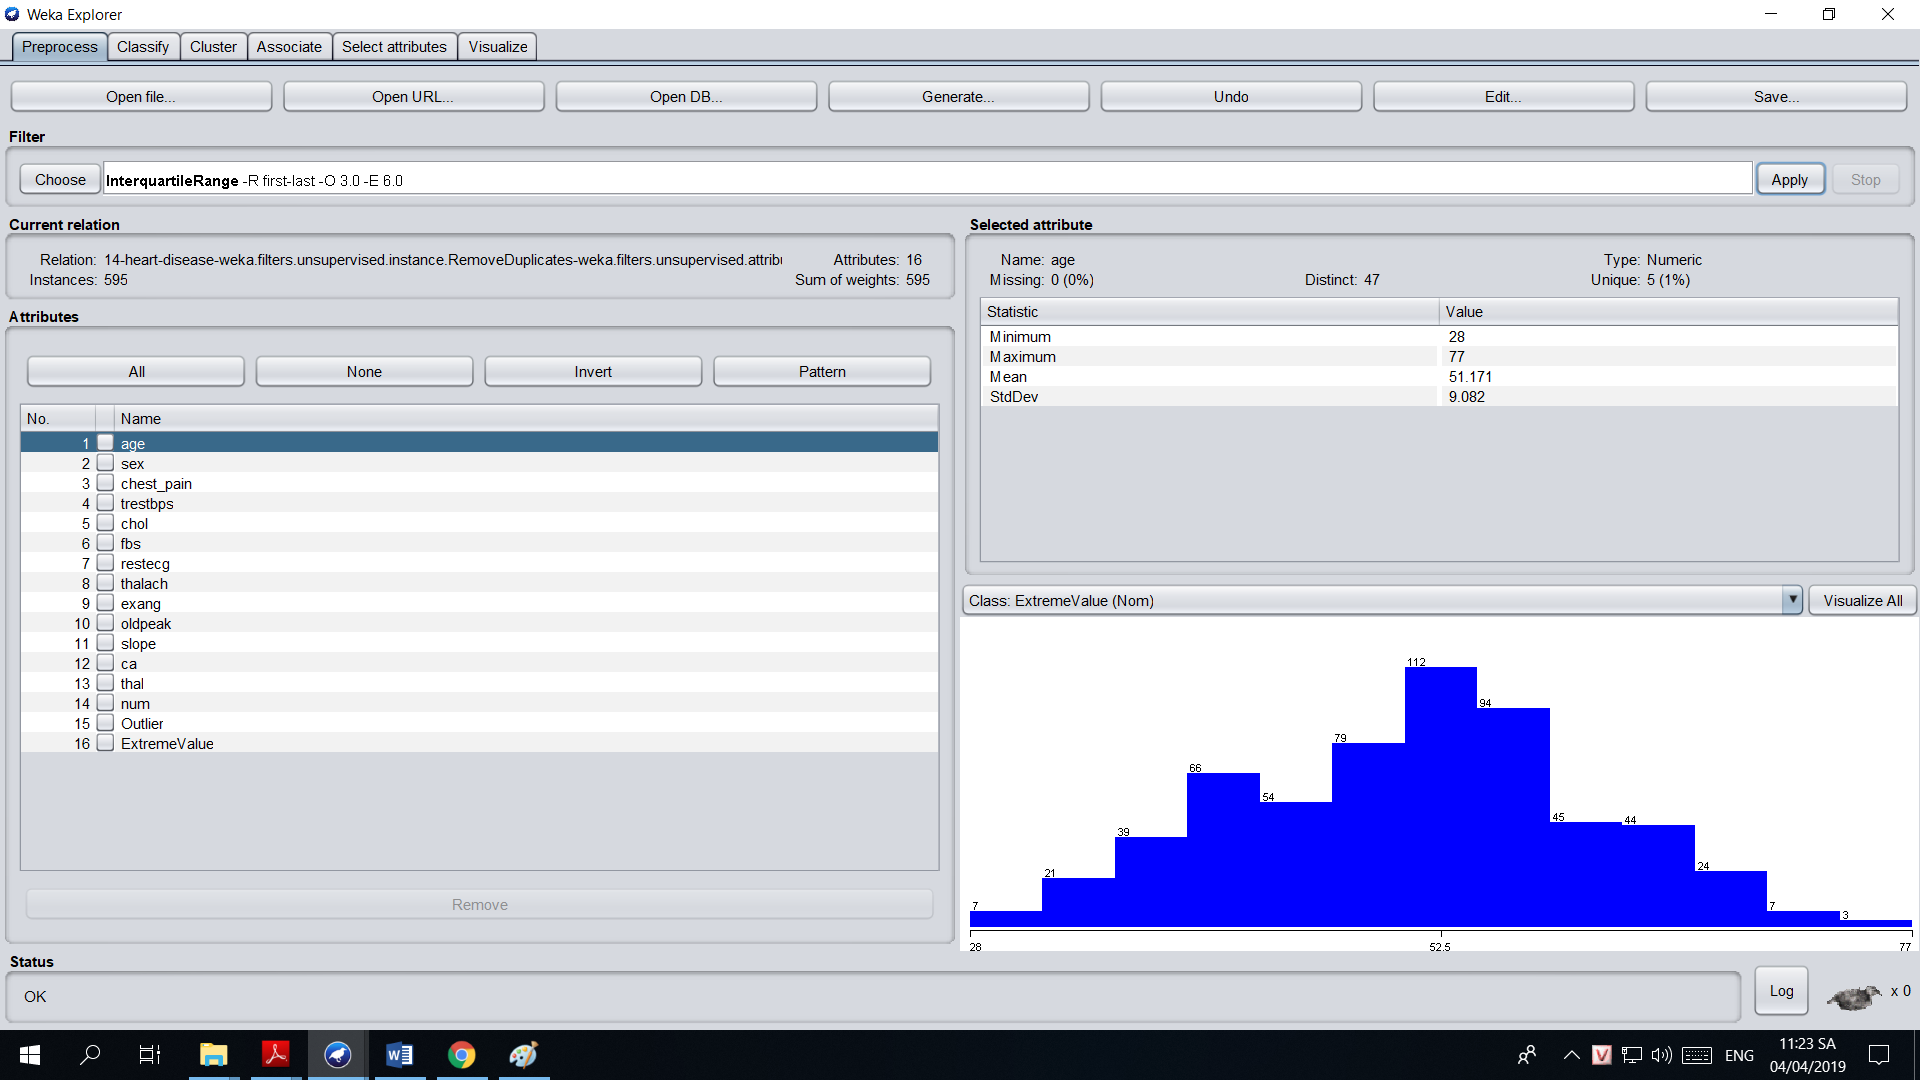 Weka Explorer
Preprocess Classify Cluster Associate Select attributes Visualize
Open file... Open URL... Open DB... Generate... Undo Edit... Save...
Filter
Choose InterquartileRange -R first-last -O 3.0 -E 6.0 Apply Stop
Current relation
Relation: 14-heart-disease-weka.filters.unsupervised.instance.RemoveDuplicates-weka.filters.unsupervised.attribu Attributes: 16
Instances: 595 Sum of weights: 595
Attributes
All None Invert Pattern
No. Name
1 age
2 sex
3 chest_pain
4 trestbps
5 chol
6 fbs
7 restecg
8 thalach
9 exang
10 oldpeak
11 slope
12 ca
13 thal
14 num
15 Outlier
16 ExtremeValue
Remove
Selected attribute
Name: age Type: Numeric
Missing: 0 (0%) Distinct: 47 Unique: 5 (1%)
Statistic Value
Minimum 28
Maximum 77
Mean 51.171
StdDev 9.082
Class: ExtremeValue (Nom) Visualize All
7 21 39 66 54 79 112 94 45 44 24 7 3
28 52.5 77
Status
OK
Log x 0
ENG 11:23 SA
04/04/2019